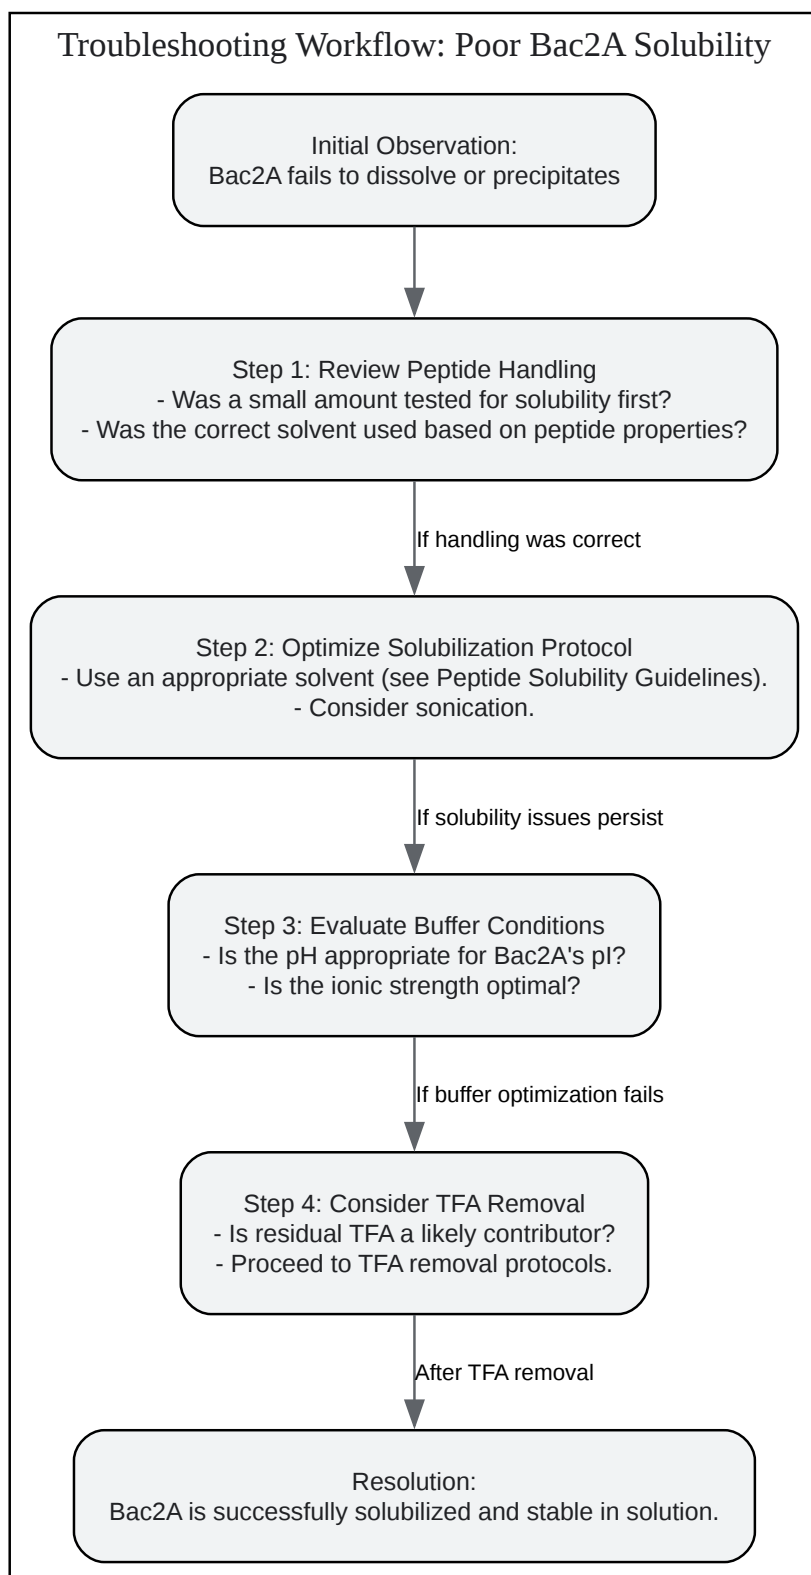 Troubleshooting Workflow: Poor Bac2A Solubility
Initial Observation:
Bac2A fails to dissolve or precipitates
Step 1: Review Peptide Handling
- Was a small amount tested for solubility first?
- Was the correct solvent used based on peptide properties?
If handling was correct
Step 2: Optimize Solubilization Protocol
- Use an appropriate solvent (see Peptide Solubility Guidelines).
- Consider sonication.
If solubility issues persist
Step 3: Evaluate Buffer Conditions
- Is the pH appropriate for Bac2A's pI?
- Is the ionic strength optimal?
If buffer optimization fails
Step 4: Consider TFA Removal
- Is residual TFA a likely contributor?
- Proceed to TFA removal protocols.
After TFA removal
Resolution:
Bac2A is successfully solubilized and stable in solution.